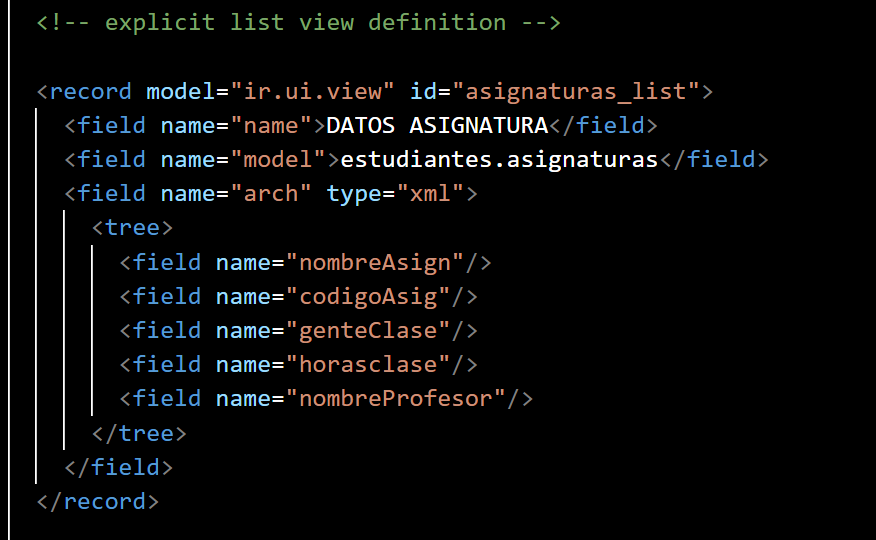 <!-- explicit list view definition -->
<record model="ir.ui.view" id="asignaturas_list">
<field name="name">DATOS ASIGNATURA</field>
<field name="model">estudiantes.asignaturas</field>
<field name="arch" type="xml">
<tree>
<field name="nombreAsign"/>
<field name="codigoAsig"/>
<field name="genteClase"/>
<field name="horasclase"/>
<field name="nombreProfesor"/>
</tree>
</field>
</record>